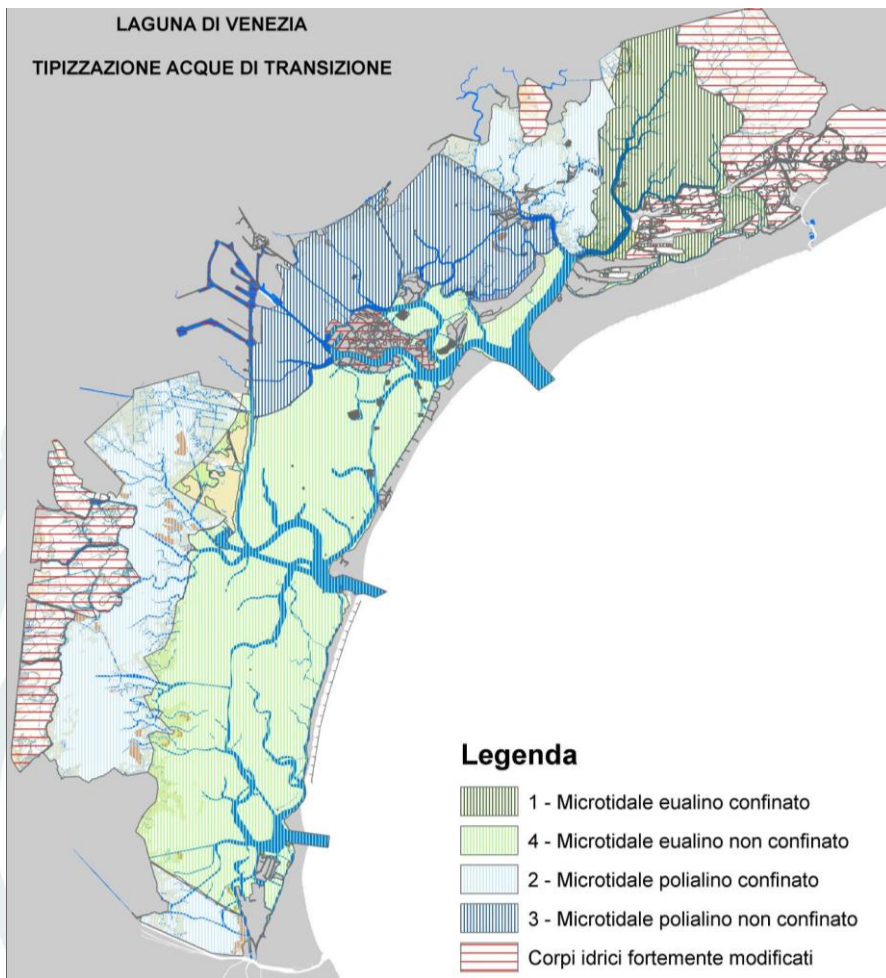 LAGUNA DI VENEZIA
TIPIZZAZIONE ACQUE DI TRANSIZIONE
Legenda
1 - Microtidale eualino confinato
4 - Microtidale eualino non confinato
2 - Microtidale polialino confinato
3 - Microtidale polialino non confinato
Corpi idrici fortemente modificati